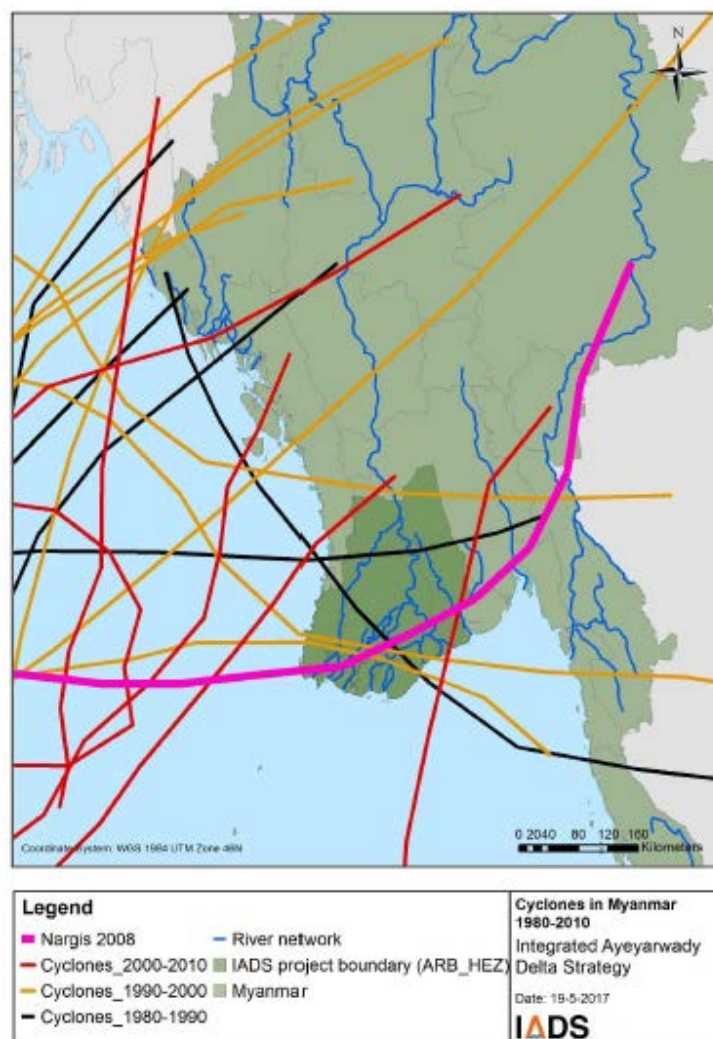 N
0 2040 80 120 160
Kilometers
Coordinate System: WGS 1984 UTM Zone 46N
Legend
Nargis 2008
Cyclones_2000-2010
Cyclones_1990-2000
Cyclones_1980-1990
River network
IADS project boundary (ARB_HEZ)
Myanmar
Cyclones in Myanmar
1980-2010
Integrated Ayeyarwady
Delta Strategy
Date: 19-5-2017
IADS